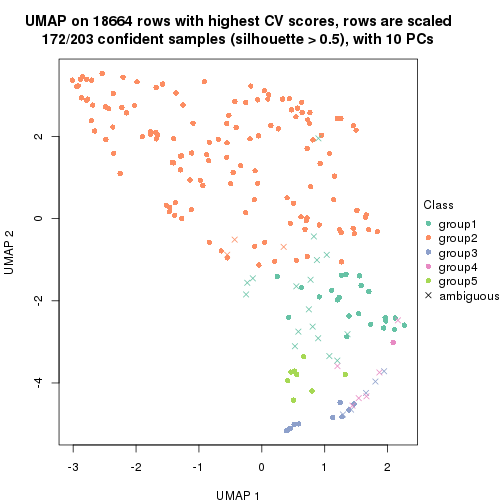 UMAP on 18664 rows with highest CV scores, rows are scaled
172/203 confident samples (silhouette > 0.5), with 10 PCs
2
0
-2
-4
UMAP 2
-3
-2
-1
0
1
2
UMAP 1
Class
group1
group2
group3
group4
group5
ambiguous